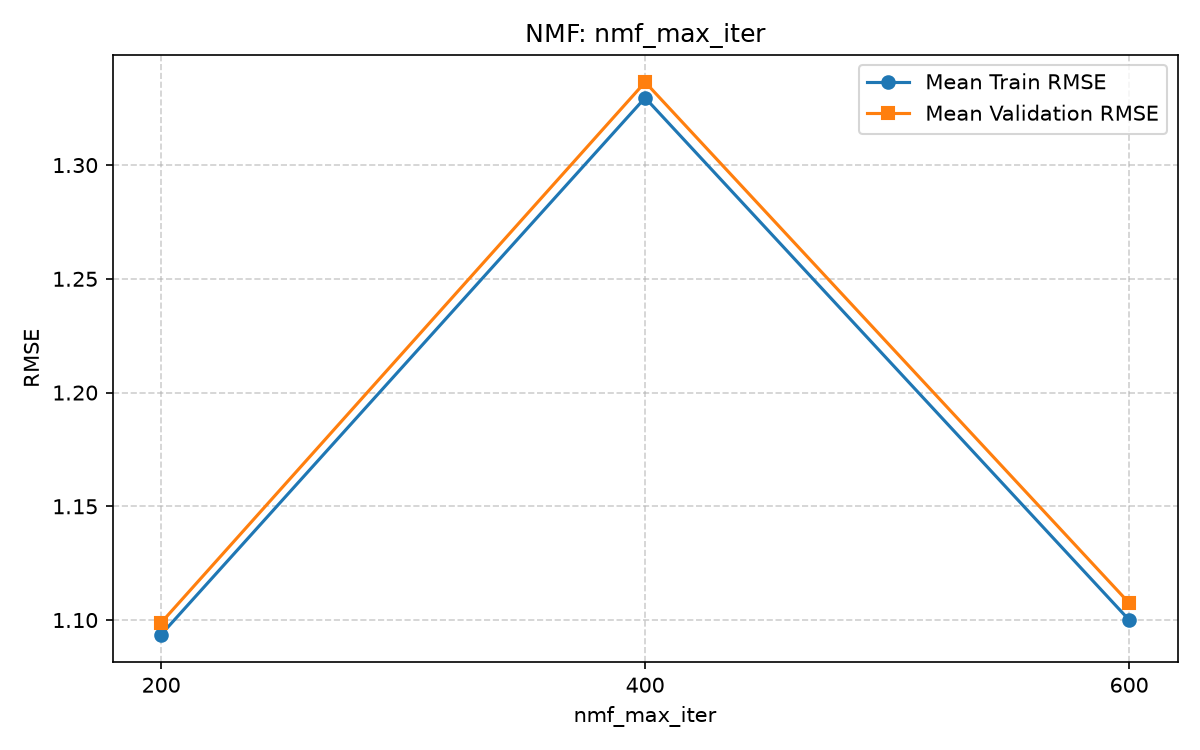 NMF: nmf_max_iter
Mean Train RMSE
Mean Validation RMSE
RMSE
1.30
1.25
1.20
1.15
1.10
200 400 600
nmf_max_iter